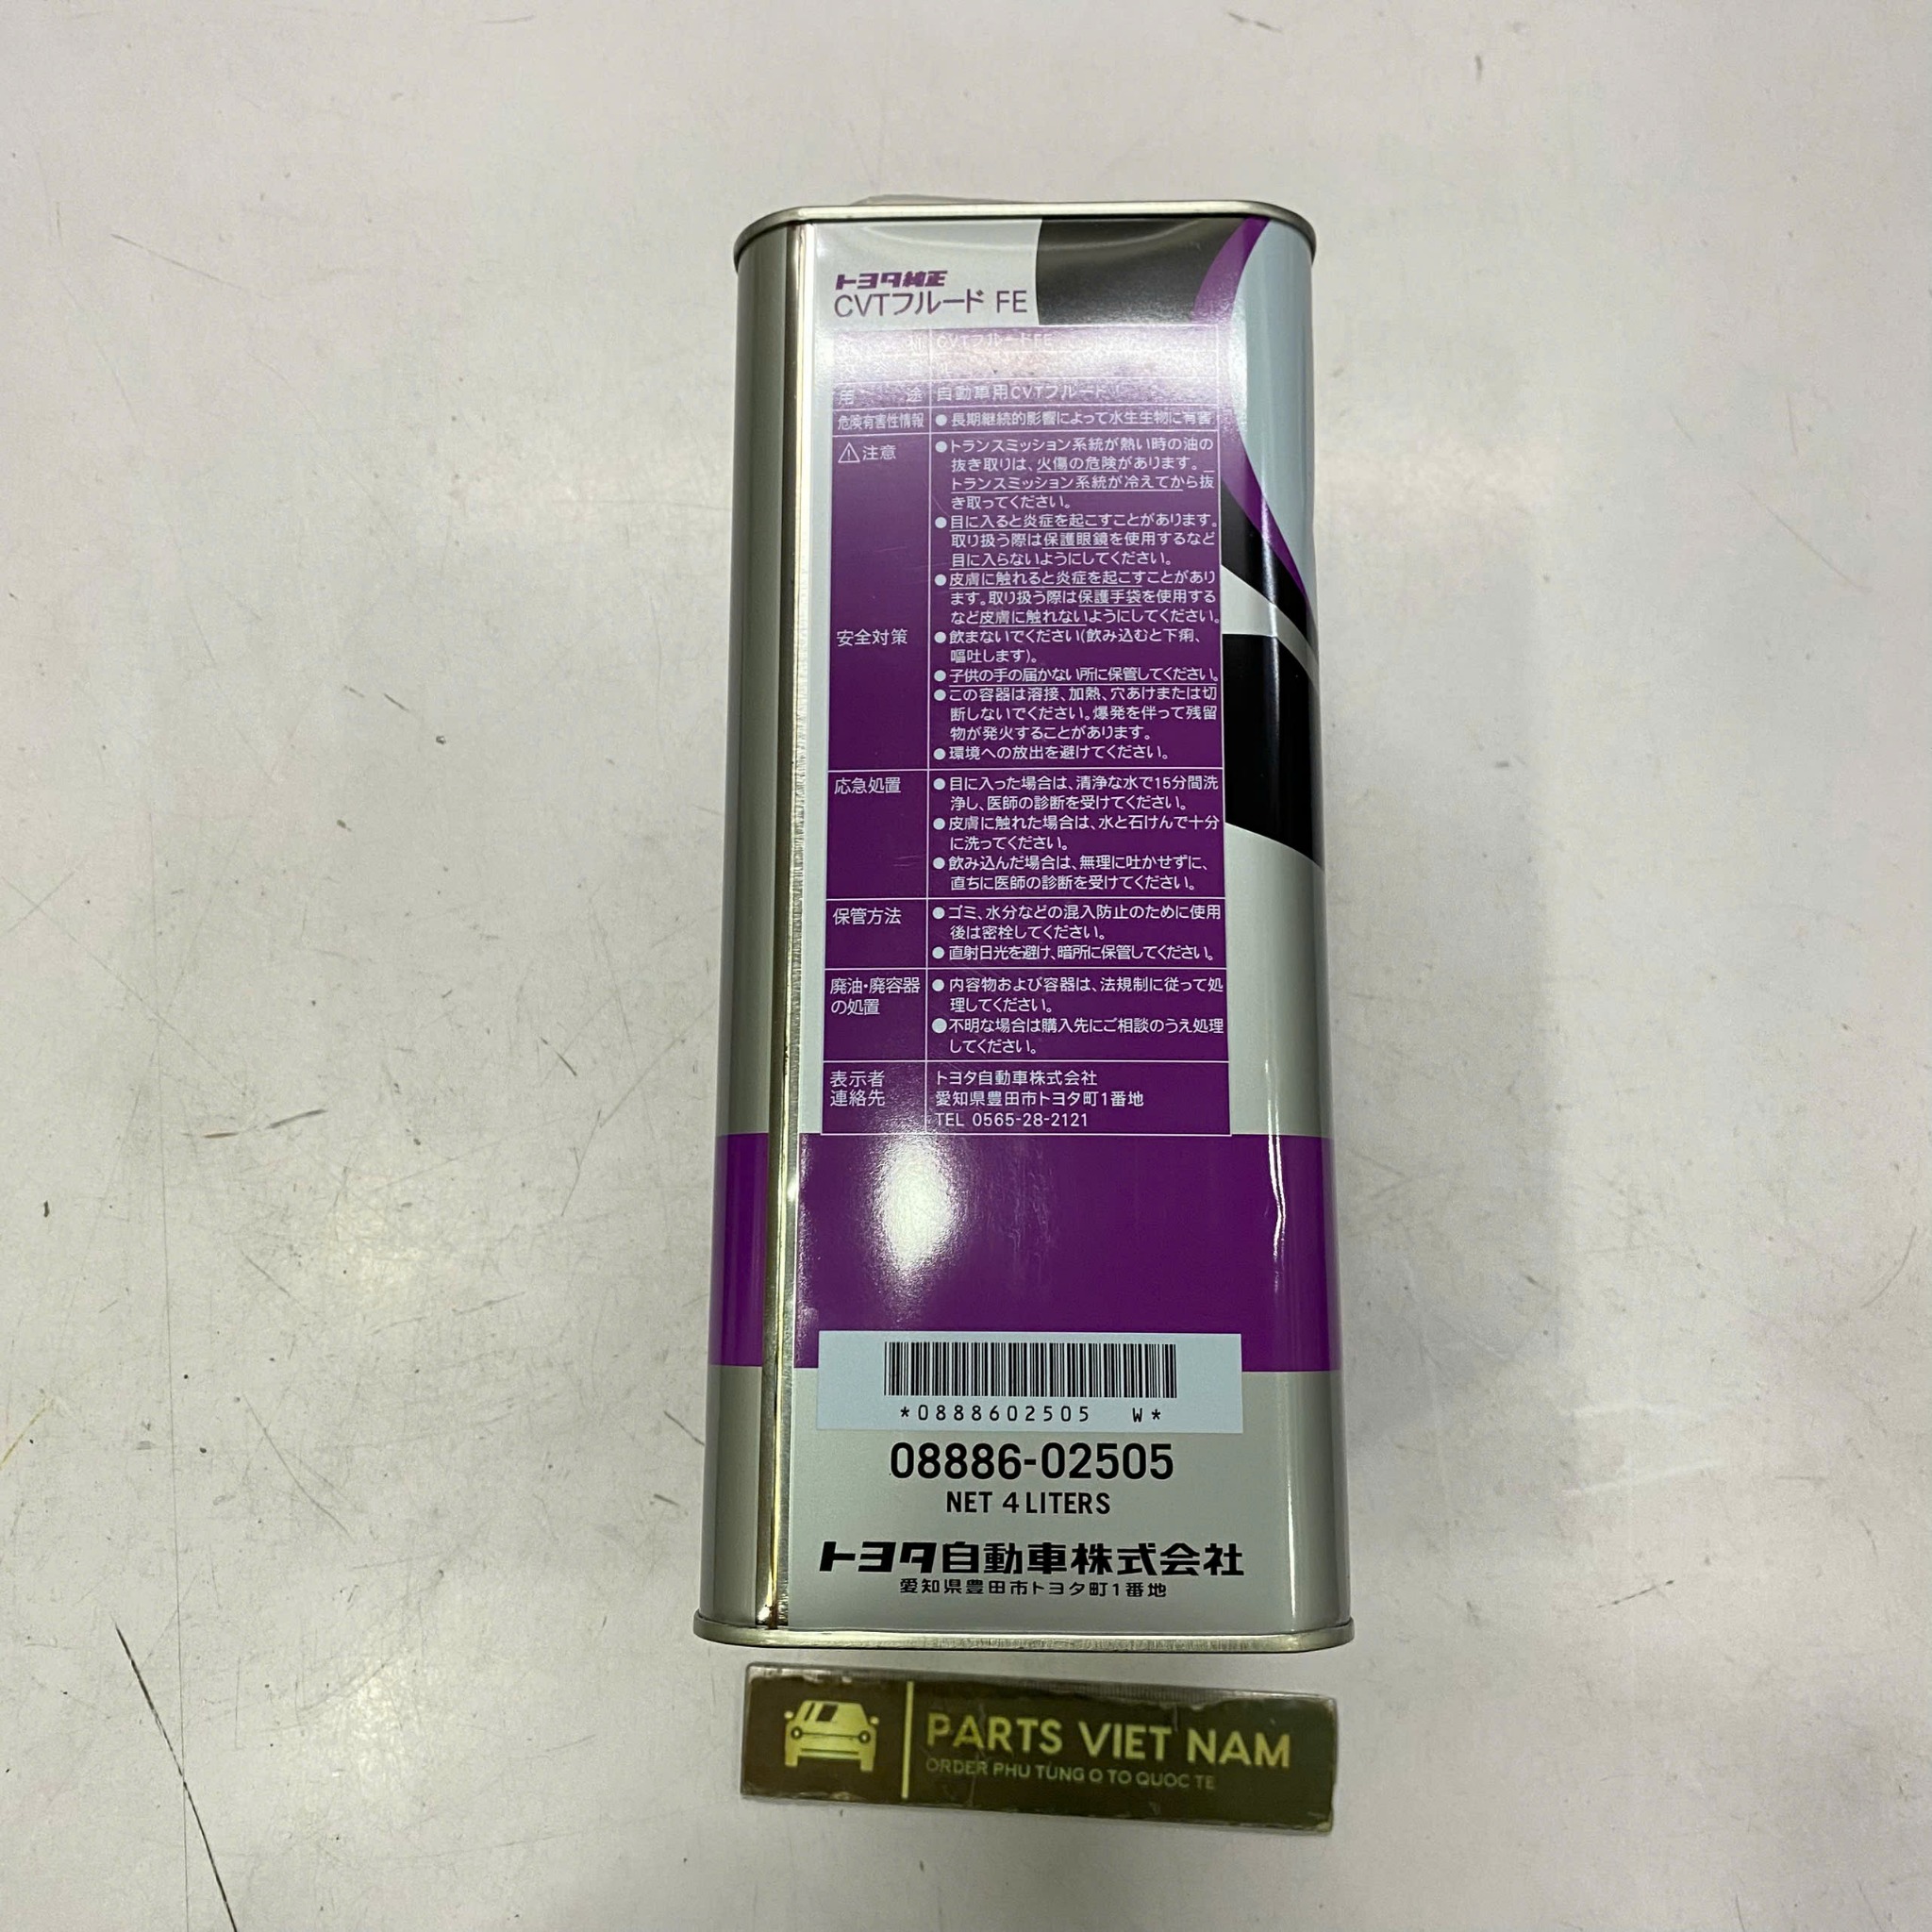 トヨタ純正
CVTフルード FE
CVTフルードFE
用　途 自動車用CVTフルード
危険有害性情報 ●長期継続的影響によって水生生物に有害
⚠注意 ●トランスミッション系統が熱い時の油の
抜き取りは、火傷の危険があります。
トランスミッション系統が冷えてから抜
き取ってください。
●目に入ると炎症を起こすことがあります。
取り扱う際は保護眼鏡を使用するなど
目に入らないようにしてください。
●皮膚に触れると炎症を起こすことがあり
ます。取り扱う際は保護手袋を使用する
など皮膚に触れないようにしてください。
安全対策 ●飲まないでください(飲み込むと下痢、
嘔吐します)。
●子供の手の届かない所に保管してください。
●この容器は溶接、加熱、穴あけまたは切
断しないでください。爆発を伴って残留
物が発火することがあります。
●環境への放出を避けてください。
応急処置 ●目に入った場合は、清浄な水で15分間洗
浄し、医師の診断を受けてください。
●皮膚に触れた場合は、水と石けんで十分
に洗ってください。
●飲み込んだ場合は、無理に吐かせずに、
直ちに医師の診断を受けてください。
保管方法 ●ゴミ、水分などの混入防止のために使用
後は密栓してください。
●直射日光を避け、暗所に保管してください。
廃油・廃容器 ●内容物および容器は、法規制に従って処
の処置 理してください。
●不明な場合は購入先にご相談のうえ処理
してください。
表示者 トヨタ自動車株式会社
連絡先 愛知県豊田市トヨタ町1番地
TEL 0565-28-2121
*0888602505 W*
08886-02505
NET 4 LITERS
トヨタ自動車株式会社
愛知県豊田市トヨタ町1番地
PARTS VIET NAM
ORDER PHU TUNG O TO QUOC TE